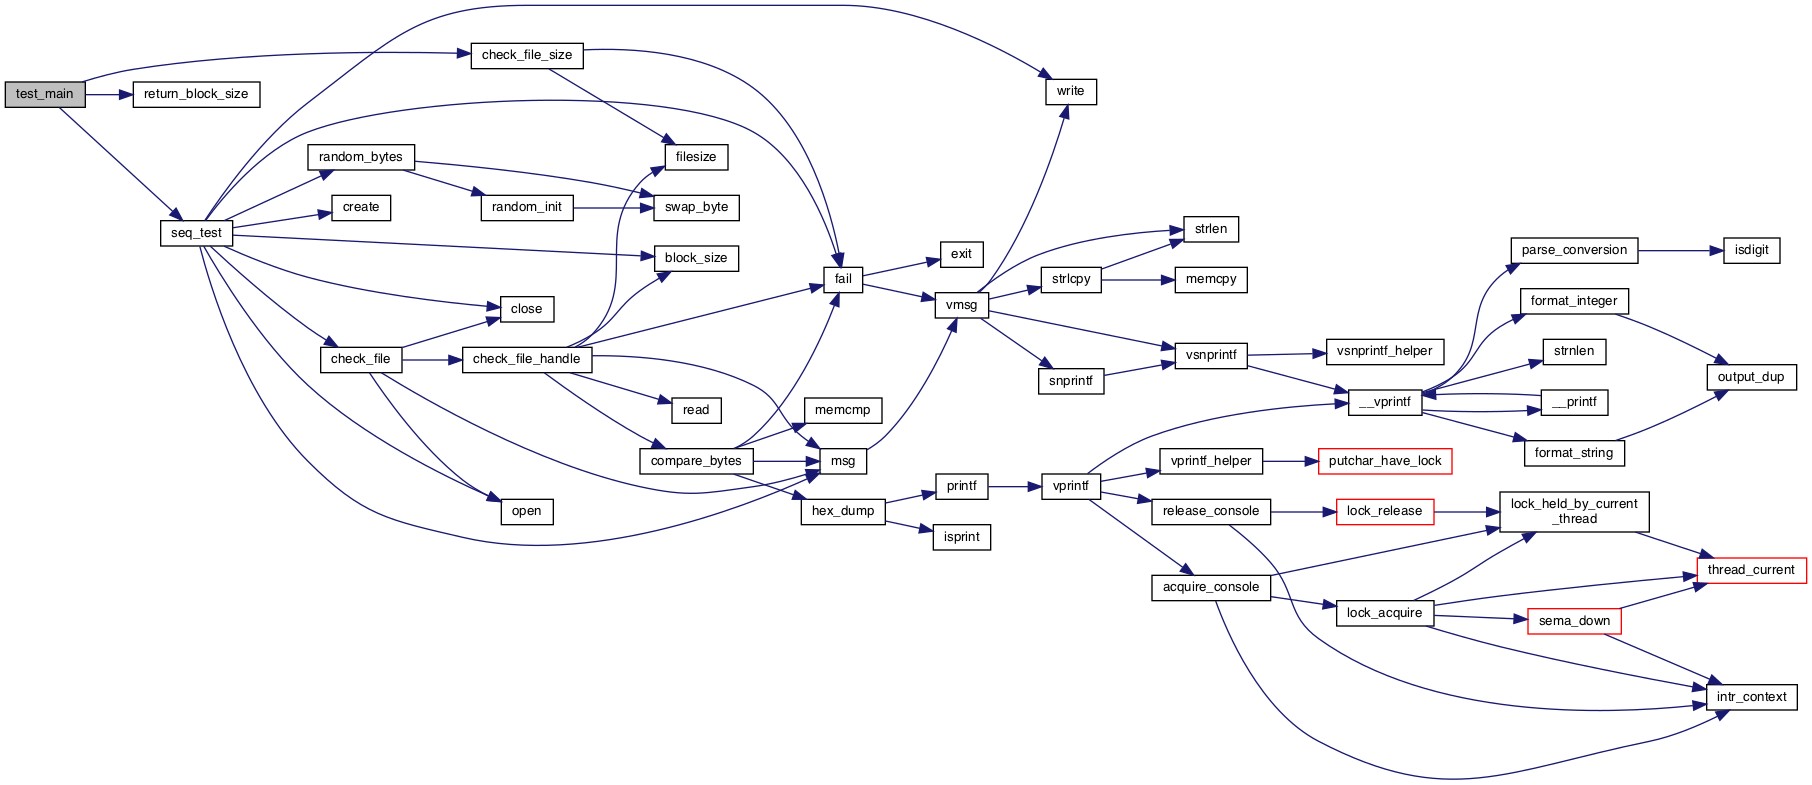 test_main
return_block_size
check_file_size
seq_test
random_bytes
create
random_init
filesize
swap_byte
block_size
close
check_file
check_file_handle
read
compare_bytes
open
write
fail
exit
vmsg
memcmp
msg
hex_dump
printf
isprint
strlen
strlcpy
memcpy
vsnprintf
snprintf
vsnprintf_helper
vprintf
vprintf_helper
putchar_have_lock
release_console
lock_release
acquire_console
lock_acquire
__vprintf
parse_conversion
isdigit
format_integer
strnlen
__printf
format_string
output_dup
lock_held_by_current
_thread
thread_current
sema_down
intr_context